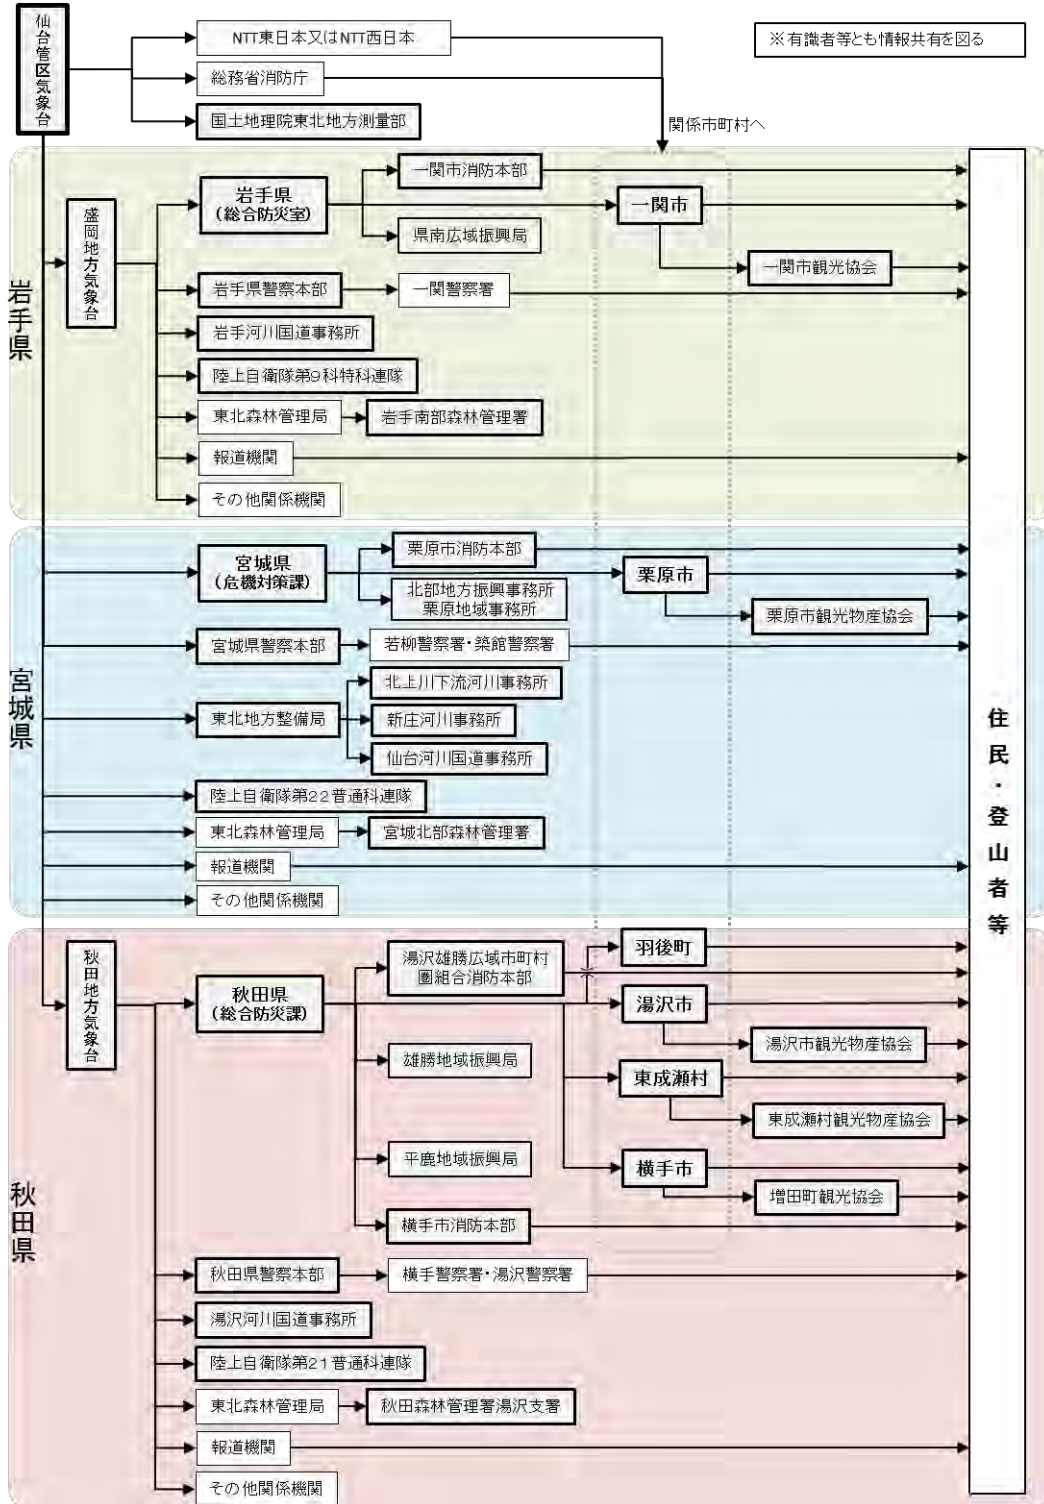 仙台管区気象台
NTT東日本又はNTT西日本
※有識者等とも情報共有を図る
総務省消防庁
国土地理院東北地方測量部
関係市町村へ
岩手県
盛岡地方気象台
岩手県
(総合防災室)
一関市消防本部
一関市
県南広域振興局
一関市観光協会
岩手県警察本部
一関警察署
岩手河川国道事務所
陸上自衛隊第9科特科連隊
東北森林管理局
岩手南部森林管理署
報道機関
その他関係機関
宮城県
宮城県
(危機対策課)
栗原市消防本部
栗原市
北部地方振興事務所
栗原地域事務所
栗原市観光物産協会
宮城県警察本部
若柳警察署・築館警察署
東北地方整備局
北上川下流河川事務所
新庄河川事務所
仙台河川国道事務所
陸上自衛隊第22普通科連隊
東北森林管理局
宮城北部森林管理署
報道機関
その他関係機関
住民・登山者等
秋田県
秋田地方気象台
秋田県
(総合防災課)
湯沢雄勝広域市町村
圏組合消防本部
羽後町
湯沢市
湯沢市観光物産協会
雄勝地域振興局
東成瀬村
東成瀬村観光物産協会
平鹿地域振興局
横手市
増田町観光協会
横手市消防本部
秋田県警察本部
横手警察署・湯沢警察署
湯沢河川国道事務所
陸上自衛隊第21普通科連隊
東北森林管理局
秋田森林管理署湯沢支署
報道機関
その他関係機関